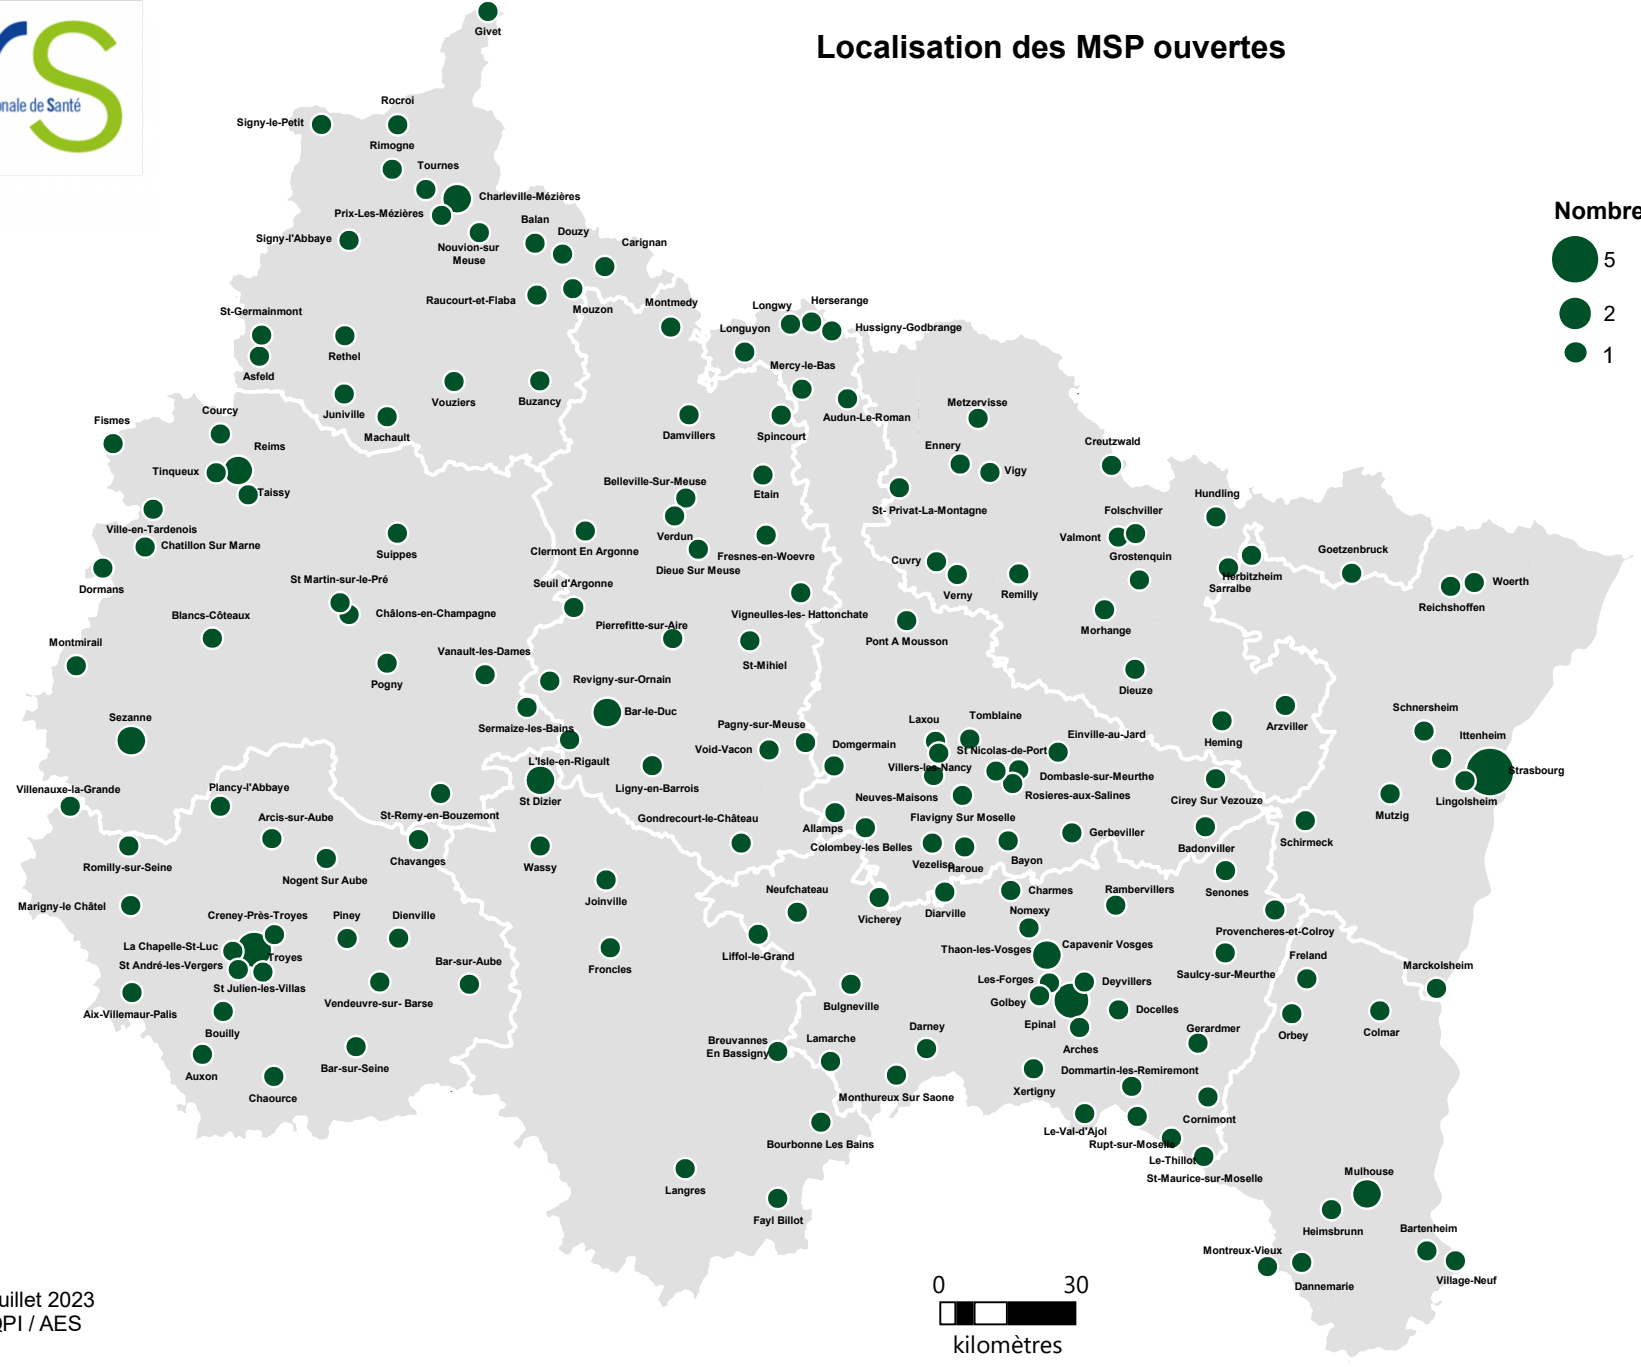 Localisation des MSP ouvertes
Givet
Rocroi
Signy-le-Petit
Rimogne
Tournes
Charleville-Mézières
Prix-Les-Mézières
Balan
Signy-l'Abbaye
Douzy
Nouvion-sur
Meuse
Carignan
Raucourt-et-Flaba
Mouzon
Montmedy
Longwy
Herserange
St-Germainmont
Longuyon
Hussigny-Godbrange
Rethel
Mercy-le-Bas
Asfeld
Vouziers
Buzancy
Juniville
Metzervisse
Courcy
Audun-Le-Roman
Fismes
Machault
Damvillers
Spincourt
Reims
Ennery
Creutzwald
Tinqueux
Vigy
Belleville-Sur-Meuse
Taissy
Etain
Hundling
St- Privat-La-Montagne
Folschviller
Ville-en-Tardenois
Verdun
Valmont
Chatillon Sur Marne
Suippes
Clermont En Argonne
Fresnes-en-Woevre
Goetzenbruck
Grostenquin
Cuvry
Dieue Sur Meuse
Herbitzheim
St Martin-sur-le-Pré
Seuil d'Argonne
Woerth
Dormans
Sarralbe
Verny
Remilly
Reichshoffen
Blancs-Côteaux
Châlons-en-Champagne
Vigneulles-les- Hattonchate
Pierrefitte-sur-Aire
Morhange
Montmirail
Pont A Mousson
Vanault-les-Dames
St-Mihiel
Revigny-sur-Ornain
Pogny
Dieuze
Schnersheim
Sezanne
Bar-le-Duc
Laxou
Tomblaine
Pagny-sur-Meuse
Arzviller
Sermaize-les-Bains
Einville-au-Jard
Ittenheim
Void-Vacon
Domgermain
St Nicolas-de-Port
Heming
L'Isle-en-Rigault
Villers-les-Nancy
Strasbourg
Dombasle-sur-Meurthe
Villenauxe-la-Grande
Plancy-l'Abbaye
Ligny-en-Barrois
Neuves-Maisons
Rosieres-aux-Salines
Cirey Sur Vezouze
Lingolsheim
St Dizier
Arcis-sur-Aube
St-Remy-en-Bouzemont
Gondrecourt-le-Château
Flavigny Sur Moselle
Mutzig
Allamps
Gerbeviller
Schirmeck
Colombey-les Belles
Badonviller
Romilly-sur-Seine
Chavanges
Wassy
Vezelise
Bayon
Haroue
Nogent Sur Aube
Neufchateau
Charmes
Rambervillers
Senones
Joinville
Marigny-le Châtel
Creney-Près-Troyes
Piney
Dienville
Vicherey
Diarville
Nomexy
Provencheres-et-Colroy
La Chapelle-St-Luc
Thaon-les-Vosges
Capavenir Vosges
Troyes
Liffol-le-Grand
Freland
St André-les-Vergers
Bar-sur-Aube
Froncles
Saulcy-sur-Meurthe
Marckolsheim
Les-Forges
Deyvillers
St Julien-les-Villas
Vendeuvre-sur- Barse
Bulgneville
Golbey
Docelles
Aix-Villemaur-Palis
Epinal
Darney
Gerardmer
Orbey
Colmar
Bouilly
Breuvannes
En Bassigny
Lamarche
Arches
Bar-sur-Seine
Auxon
Dommartin-les-Remiremont
Xertigny
Chaource
Monthureux Sur Saone
Cornimont
Le-Val-d'Ajol
Bourbonne Les Bains
Rupt-sur-Moselle
Le-Thillot
St-Maurice-sur-Moselle
Mulhouse
Langres
Fayl Billot
Heimsbrunn
Bartenheim
Montreux-Vieux
Dannemarie
Village-Neuf
Nombre
5
2
1
nale de Santé
uillet 2023
QPI / AES
0 30
kilomètres